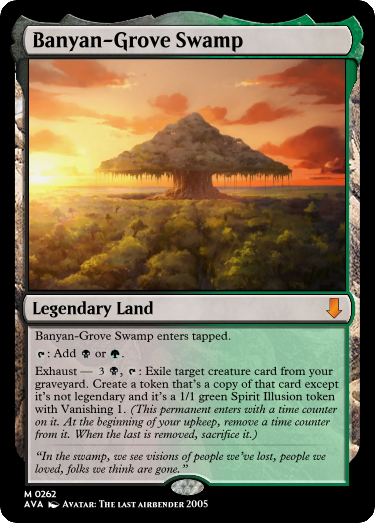 Banyan-Grove Swamp
Legendary Land
Banyan-Grove Swamp enters tapped.
: Add or .
Exhaust — 3 , : Exile target creature card from your
graveyard. Create a token that's a copy of that card except
it's not legendary and it's a 1/1 green Spirit Illusion token
with Vanishing 1. (This permanent enters with a time counter
on it. At the beginning of your upkeep, remove a time counter
from it. When the last is removed, sacrifice it.)
“In the swamp, we see visions of people we've lost, people we
loved, folks we think are gone.”
M 0262
AVA Avatar: The last airbender 2005